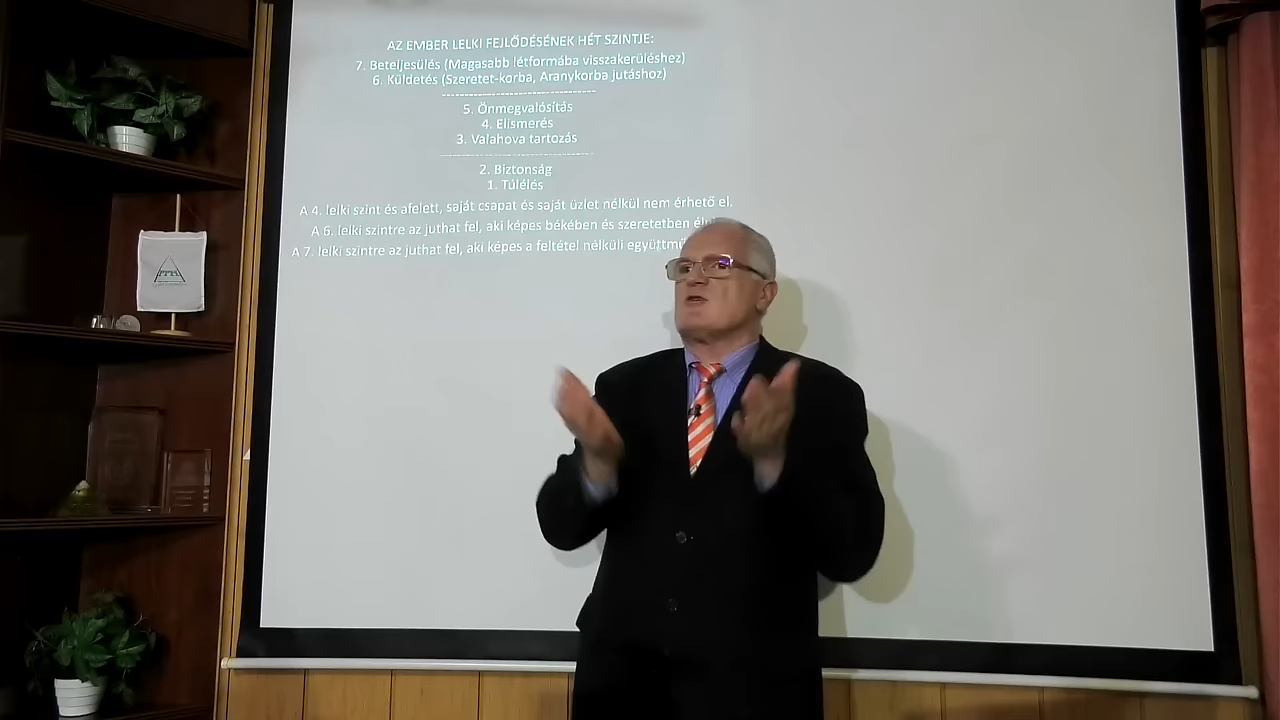 AZ EMBER LELKI FEJLŐDÉSÉNEK HÉT SZINTJE:
7. Beteljesülés (Magasabb létformába visszakerüléshez)
6. Küldetés (Szeretet-korba, Aranykorba jutáshoz)
5. Önmegvalósítás
4. Elismerés
3. Valahova tartozás
2. Biztonság
1. Túlélés
A 4. lelki szint és afelett, saját csapat és saját üzlet nélkül nem érhető el.
A 6. lelki szintre az juthat fel, aki képes békében és szeretetben
A 7. lelki szintre az juthat fel, aki képes a feltétel nélküli